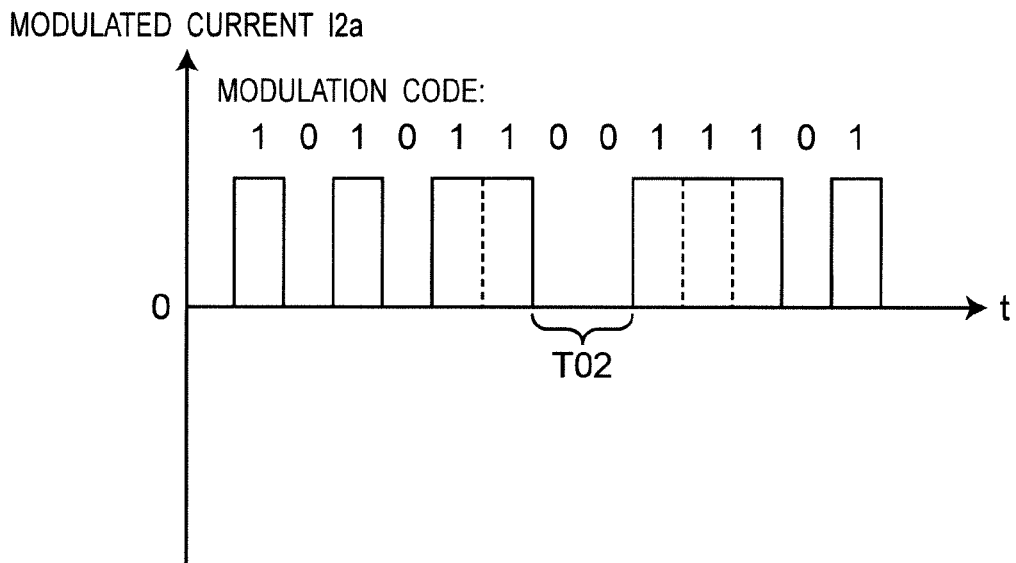 MODULATED CURRENT I2a
MODULATION CODE:
1 0 1 0 1 1 0 0 1 1 1 0 1
0
t
T02